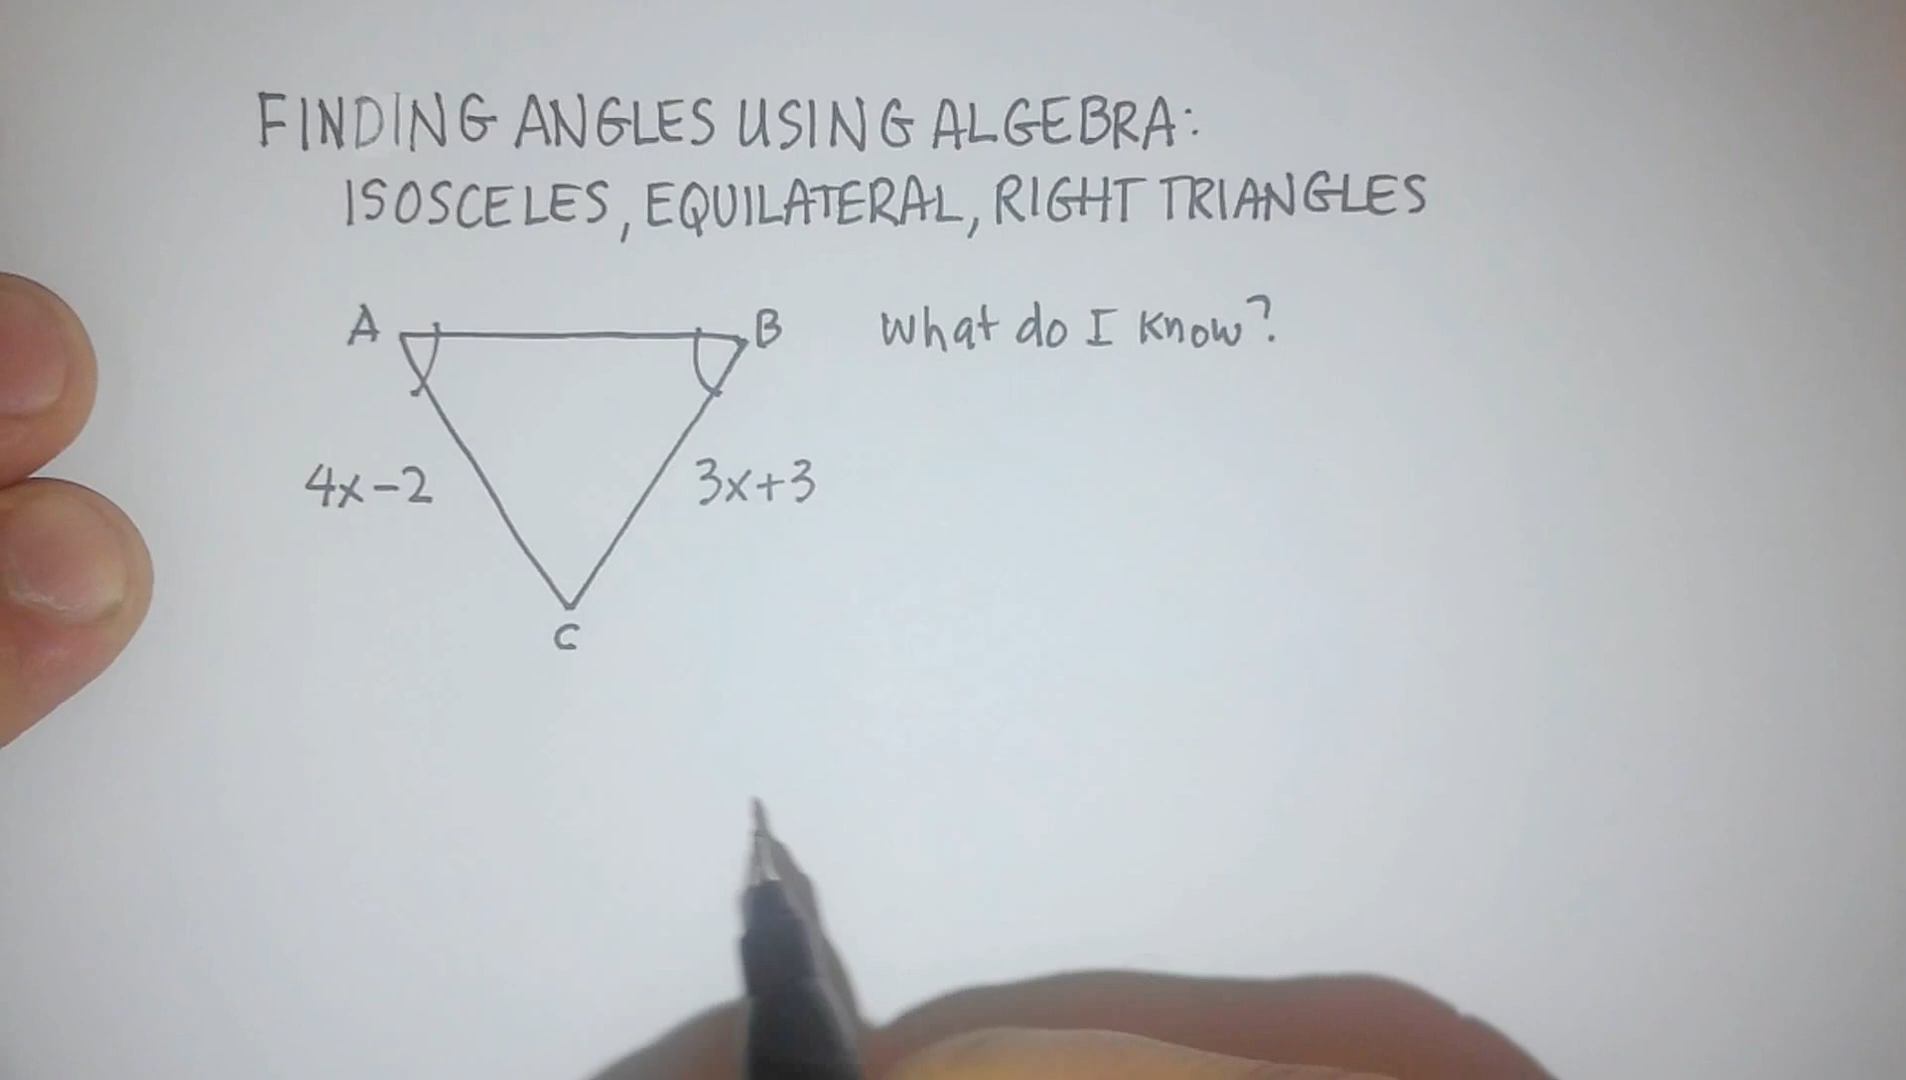 FINDING ANGLES USING ALGEBRA:
ISOSCELES, EQUILATERAL, RIGHT TRIANGLES
A
B
What do I know?
4x-2
3x+3
C